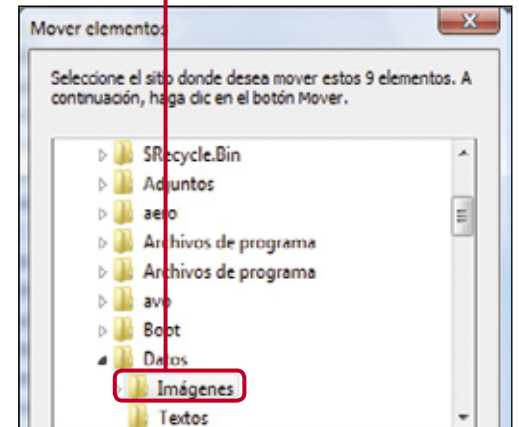 Mover elementos
Seleccione el sitio donde desea mover estos 9 elementos. A
continuación, haga clic en el botón Mover.
$Recycle.Bin
Adjuntos
aero
Archivos de programa
Archivos de programa
avo
Boot
Datos
Imágenes
Textos